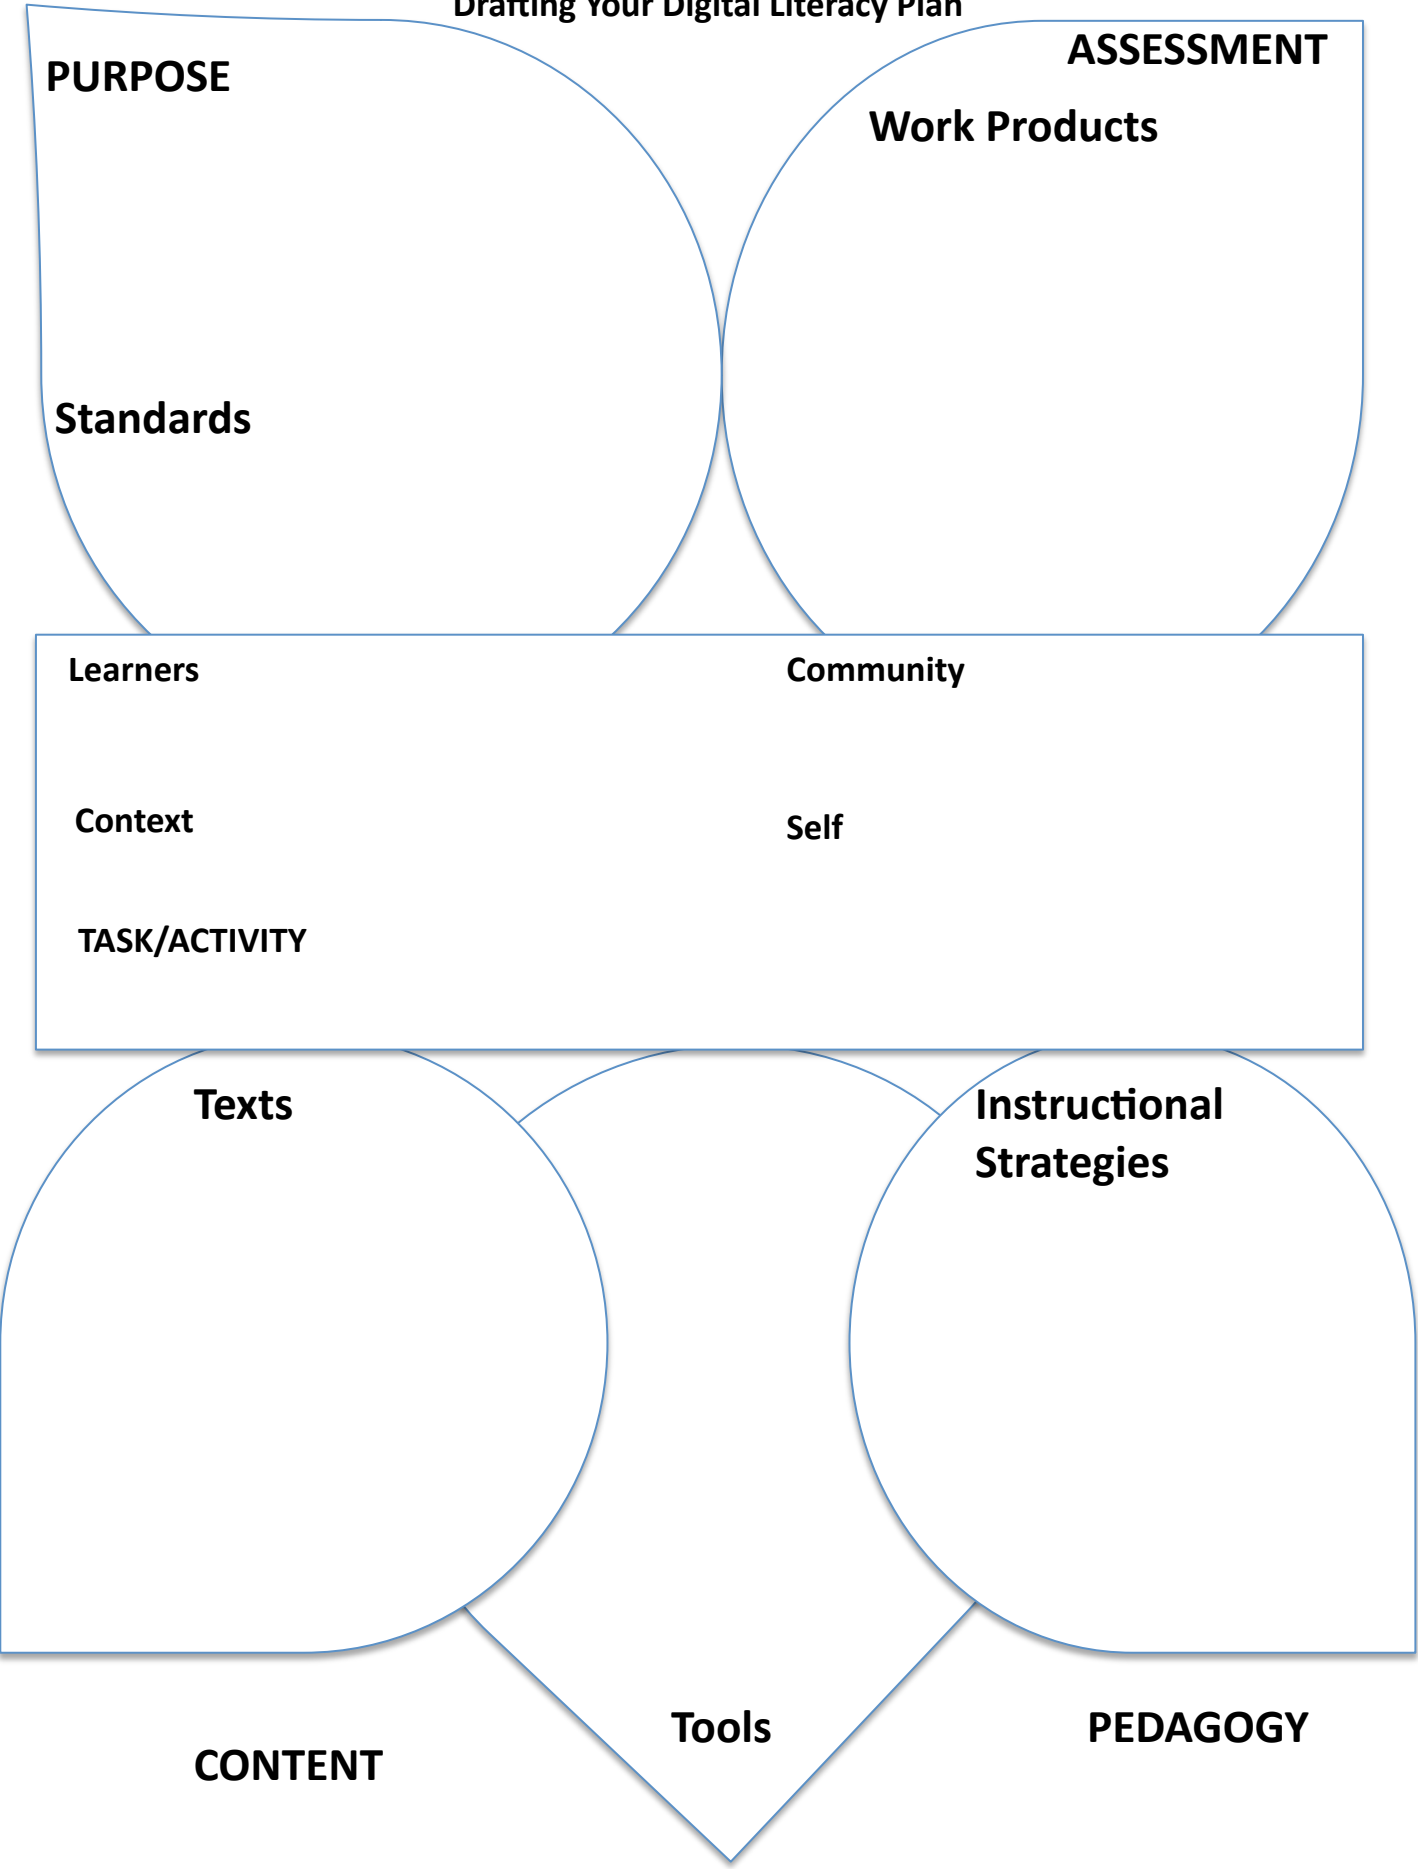 Drafting Your Digital Literacy Plan
PURPOSE
ASSESSMENT
Work Products
Standards
Learners
Community
Context
Self
TASK/ACTIVITY
Texts
Instructional
Strategies
Tools
PEDAGOGY
CONTENT